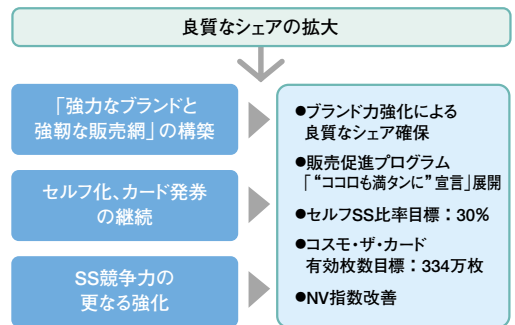 良質なシェアの拡大
「強力なブランドと
強靭な販売網」の構築
セルフ化、カード発券
の継続
SS競争力の
更なる強化
●ブランド力強化による
良質なシェア確保
●販売促進プログラム
「“ココロも満タンに”宣言」展開
●セルフSS比率目標：30%
●コスモ・ザ・カード
有効枚数目標：334万枚
●NV指数改善